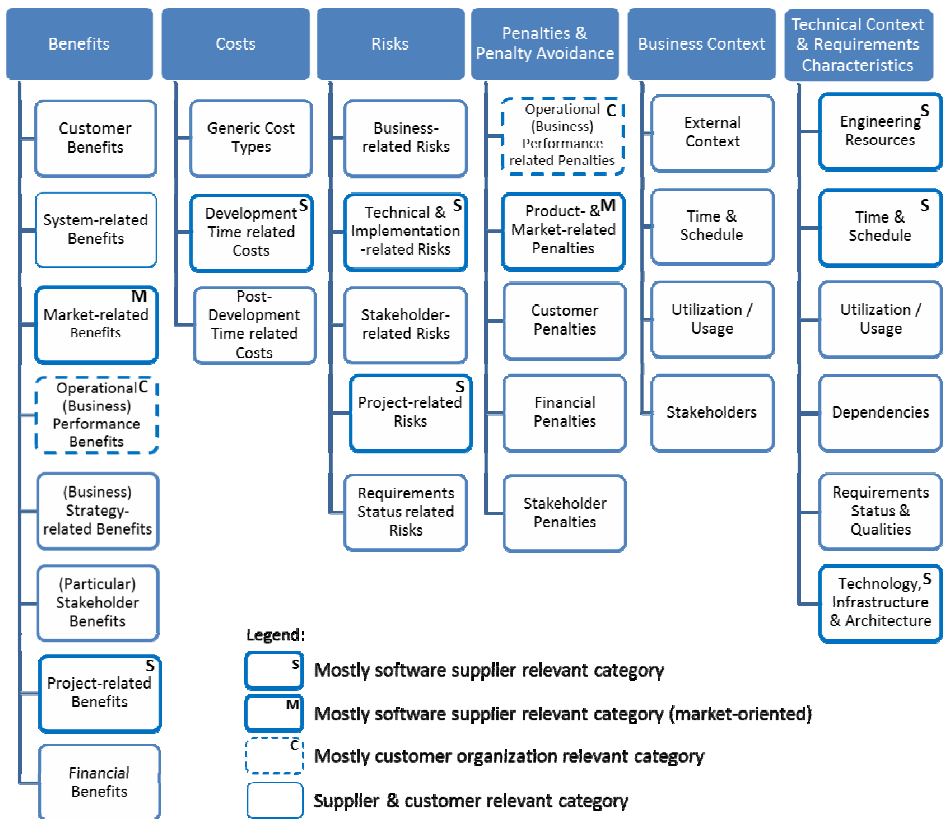 Benefits
Costs
Risks
Penalties &
Penalty Avoidance
Business Context
Technical Context
& Requirements
Characteristics
Customer
Benefits
System-related
Benefits
M
Market-related
Benefits
Operational C
(Business)
Performance
Benefits
(Business)
Strategy-
related Benefits
(Particular)
Stakeholder
Benefits
S
Project-related
Benefits
Financial
Benefits
Generic Cost
Types
Development S
Time related
Costs
Post-
Development
Time related
Costs
Business-
related Risks
Technical & S
Implementation
-related Risks
Stakeholder-
related Risks
S
Project-related
Risks
Requirements
Status related
Risks
Operational C
(Business)
Performance
related Penalties
Product- & M
Market-related
Penalties
Customer
Penalties
Financial
Penalties
Stakeholder
Penalties
External
Context
Time &
Schedule
Utilization /
Usage
Stakeholders
S
Engineering
Resources
Time & S
Schedule
Utilization /
Usage
Dependencies
Requirements
Status &
Qualities
Technology, S
Infrastructure
& Architecture
Legend:
S Mostly software supplier relevant category
M Mostly software supplier relevant category (market-oriented)
C Mostly customer organization relevant category
Supplier & customer relevant category